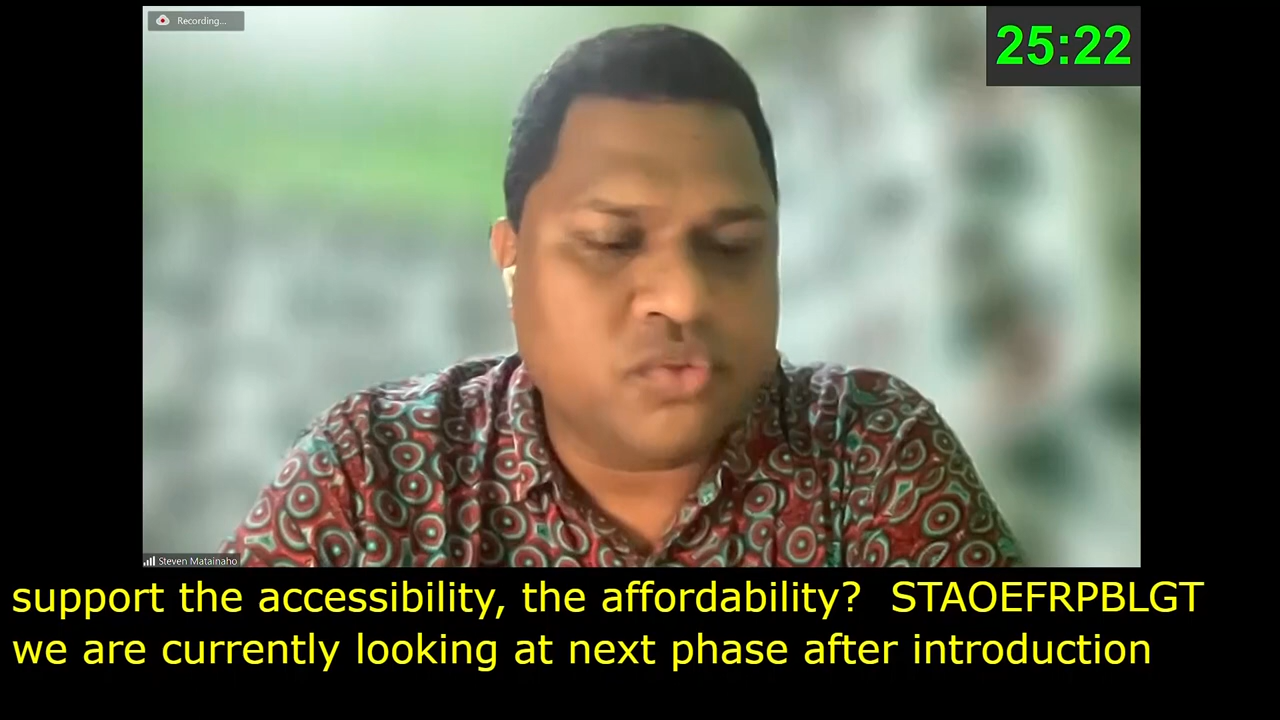 Recording...
25:22
Steven Matainaho
support the accessibility, the affordability?  STAOEFRPBLGT
we are currently looking at next phase after introduction